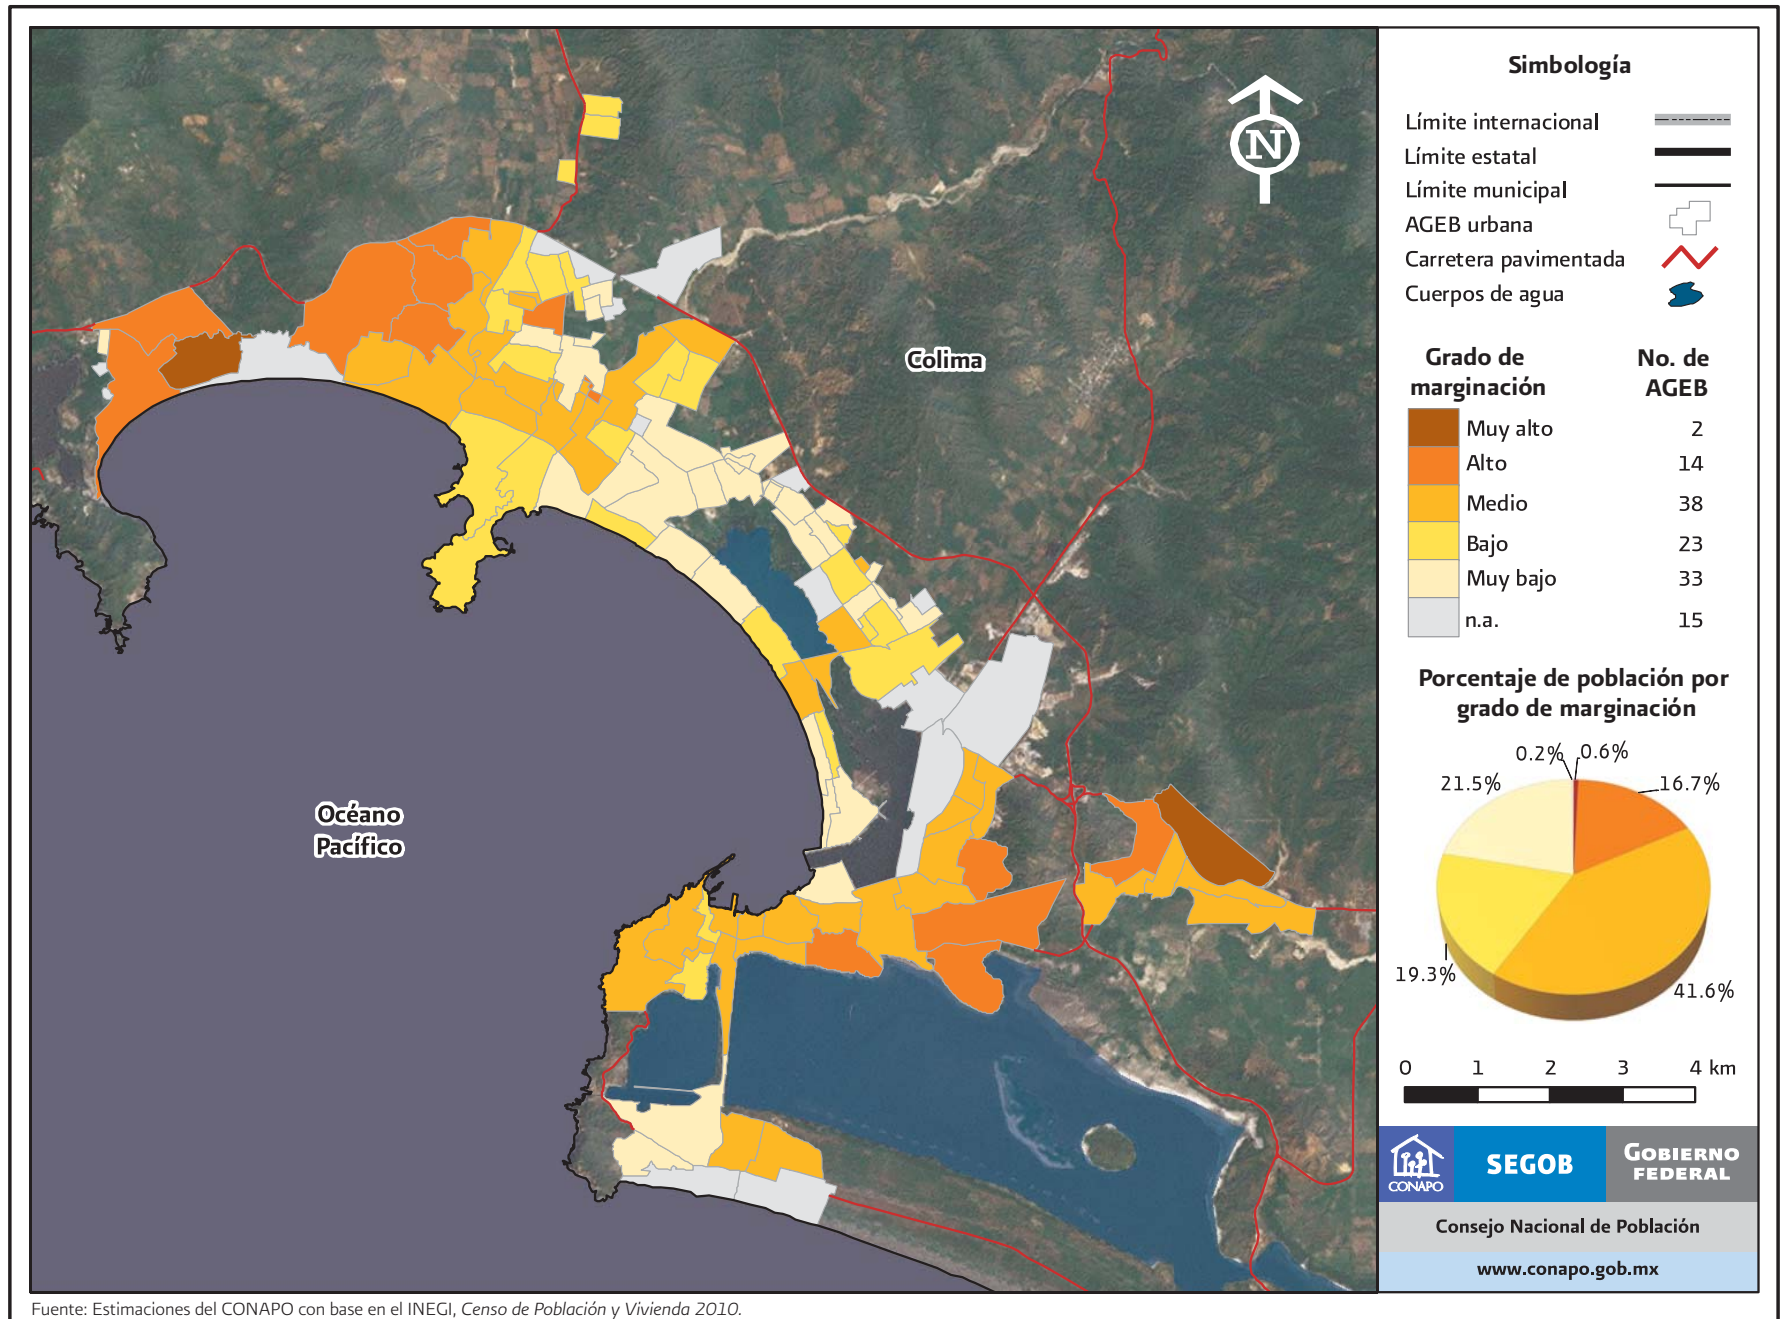 N
Colima
Océano
Pacífico
Simbología
Límite internacional
Límite estatal
Límite municipal
AGEB urbana
Carretera pavimentada
Cuerpos de agua
Grado de marginación No. de AGEB
Muy alto 2
Alto 14
Medio 38
Bajo 23
Muy bajo 33
n.a. 15
Porcentaje de población por
grado de marginación
0.2% 0.6%
21.5% 16.7%
19.3% 41.6%
0 1 2 3 4 km
CONAPO
SEGOB
GOBIERNO
FEDERAL
Consejo Nacional de Población
www.conapo.gob.mx
Fuente: Estimaciones del CONAPO con base en el INEGI, Censo de Población y Vivienda 2010.